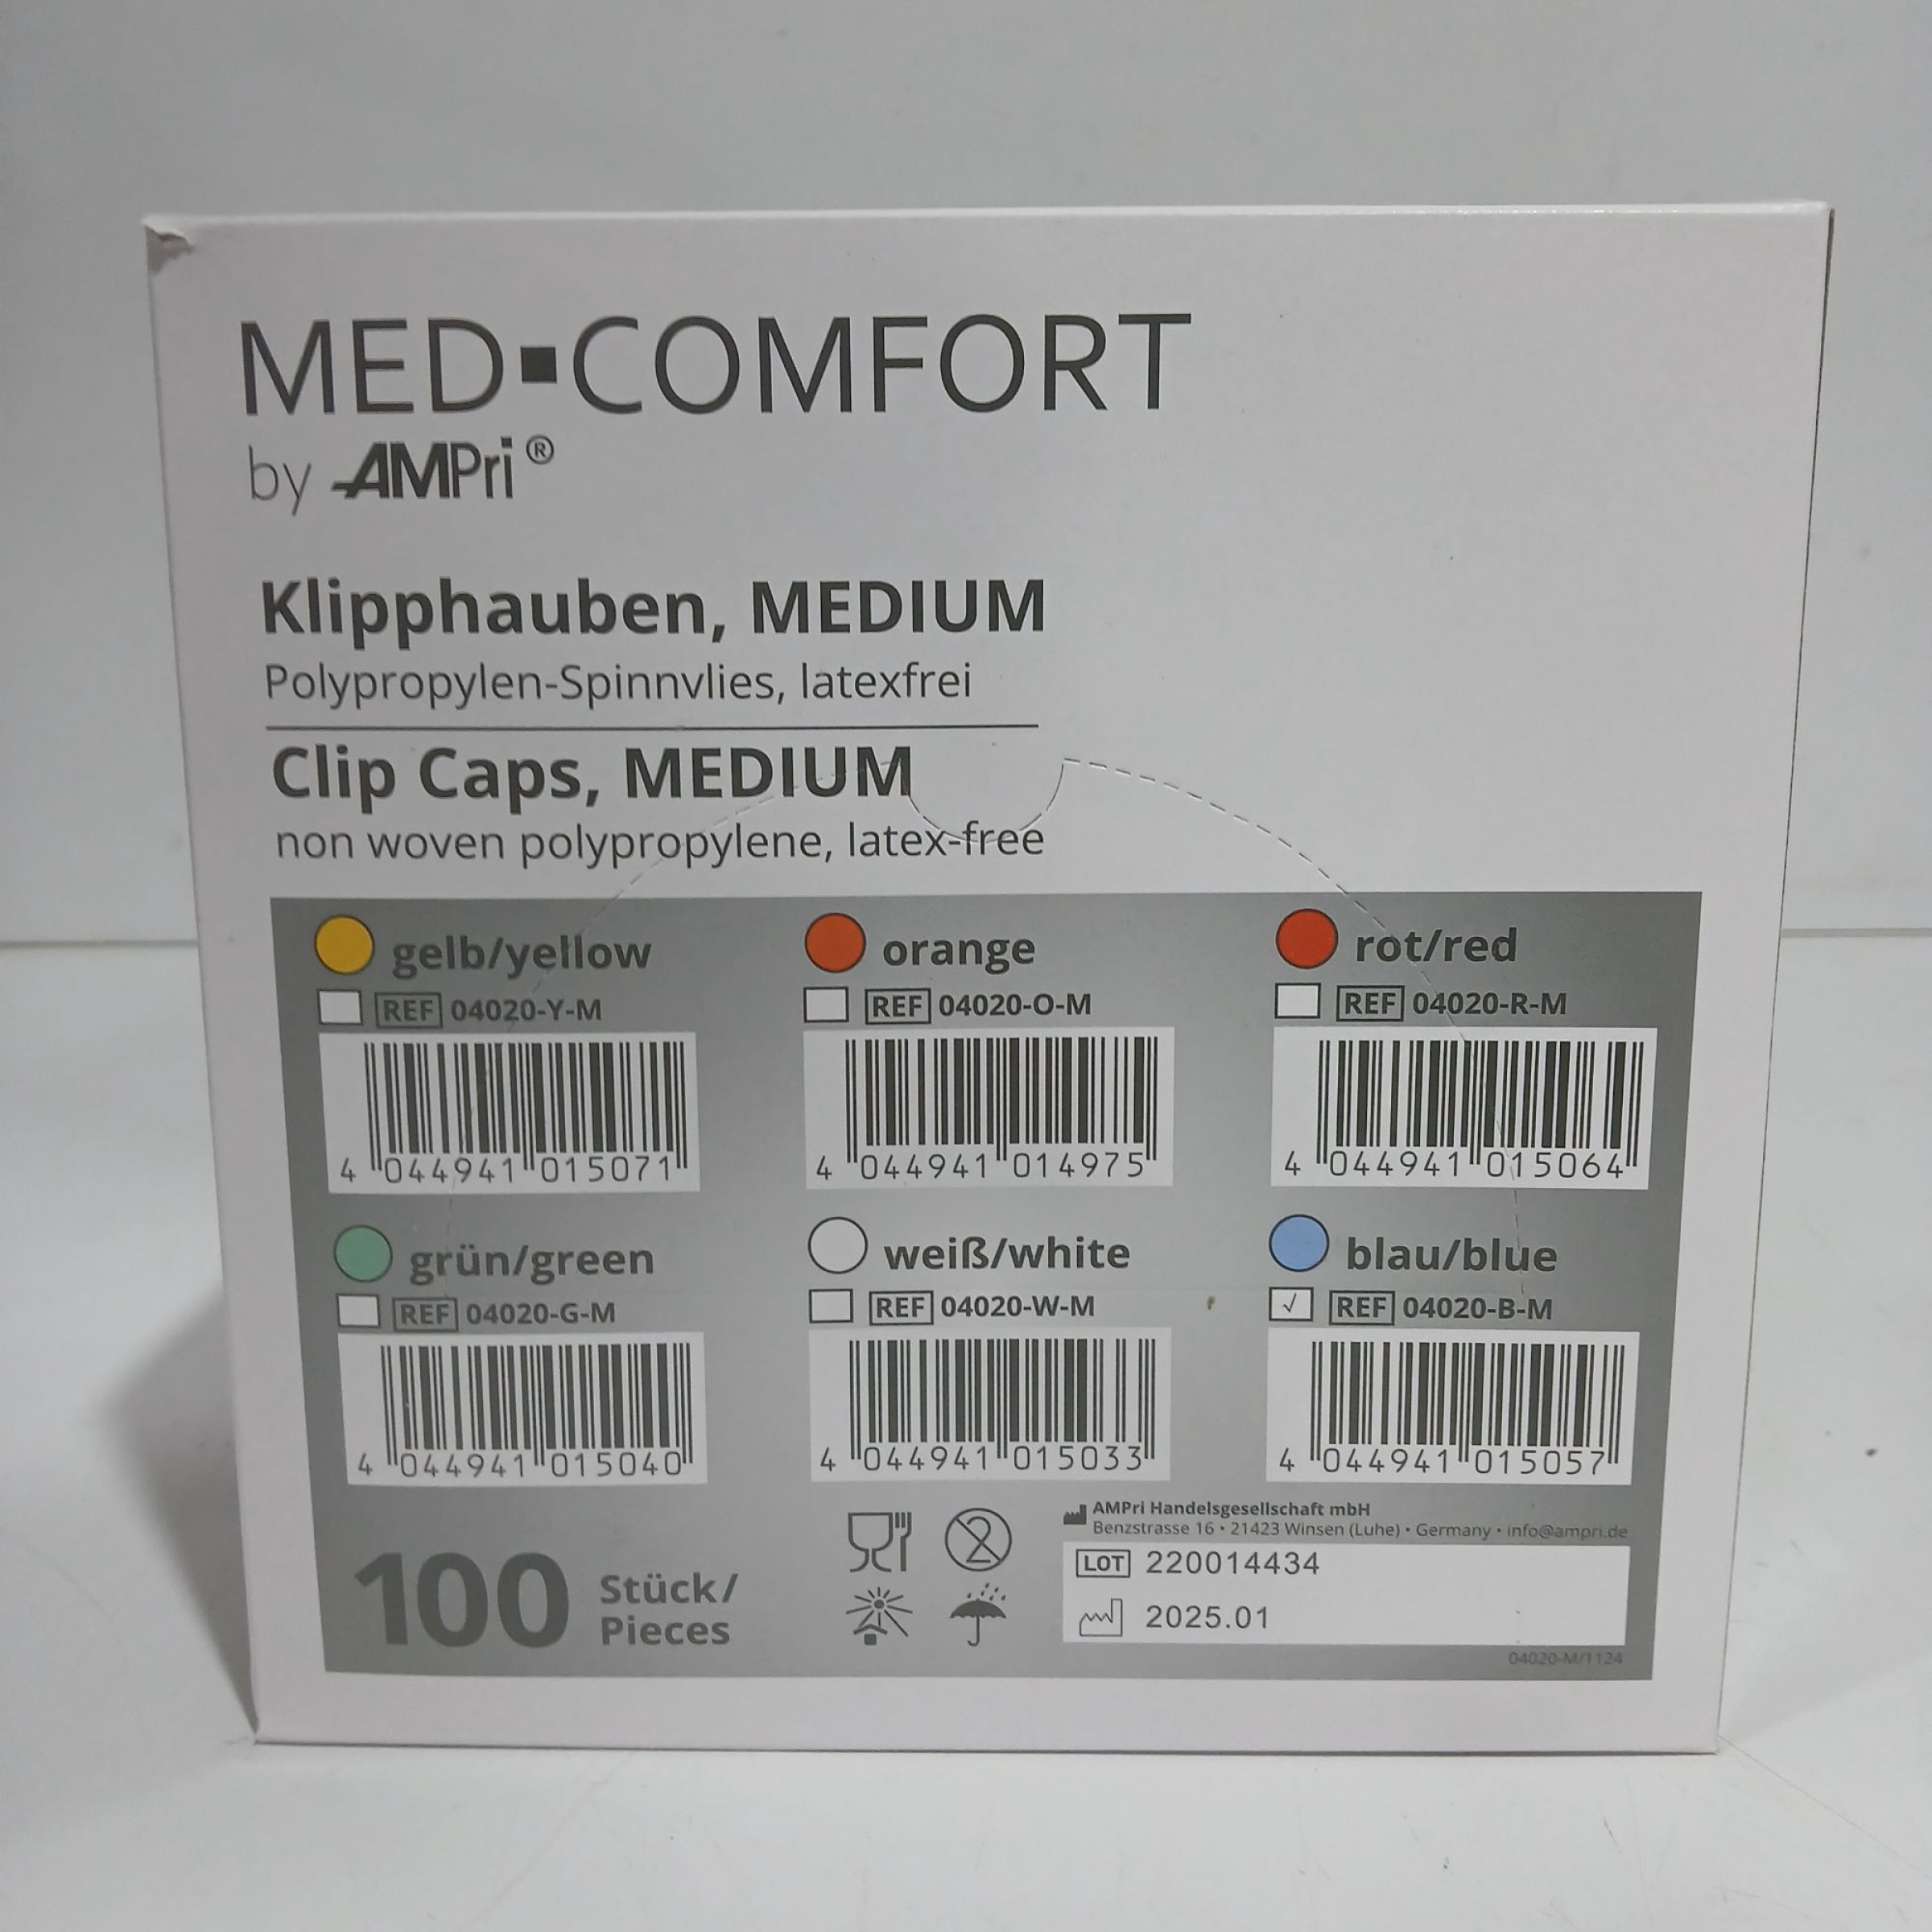 MED▪COMFORT
by AMPri®
Klipphauben, MEDIUM
Polypropylen-Spinnvlies, latexfrei
Clip Caps, MEDIUM
non woven polypropylene, latex-free
gelb/yellow
REF 04020-Y-M
4 044941 015071
orange
REF 04020-O-M
4 044941 014975
rot/red
REF 04020-R-M
4 044941 015064
grün/green
REF 04020-G-M
4 044941 015040
weiß/white
REF 04020-W-M
4 044941 015033
blau/blue
√ REF 04020-B-M
4 044941 015057
100 Stück/
Pieces
2
AMPri Handelsgesellschaft mbH
Benzstrasse 16 • 21423 Winsen (Luhe) • Germany • info@ampri.de
LOT 220014434
2025.01
04020-M/1124